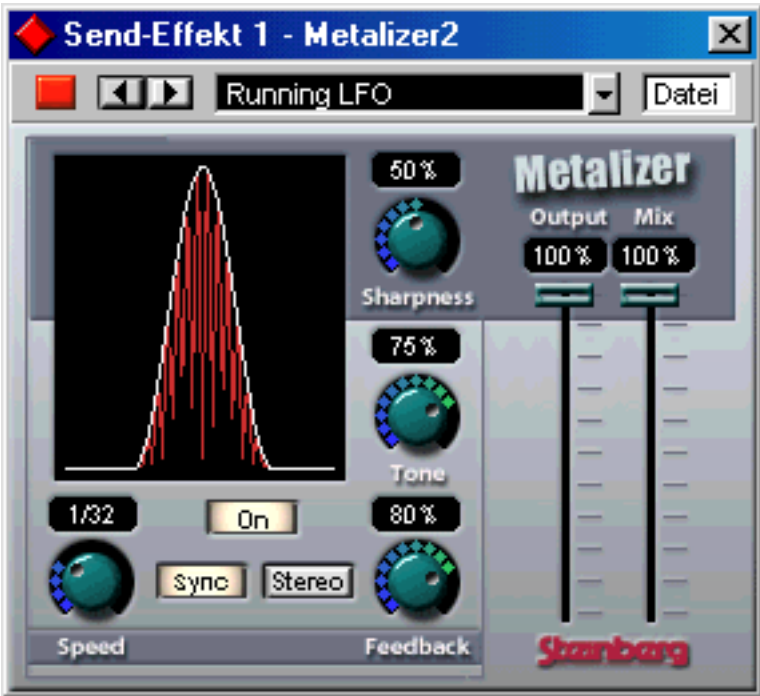 Send-Effekt 1 - Metalizer2
Running LFO
Datei
50 %
Metalizer
Output Mix
100 % 100 %
Sharpness
75 %
Tone
1/32
On
80 %
Sync
Stereo
Speed
Feedback
Steinberg